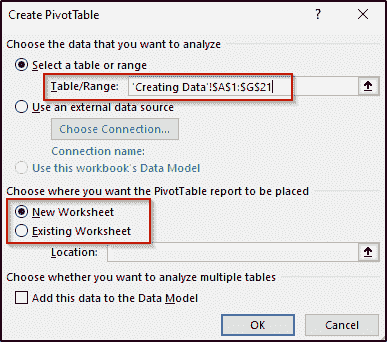 Create PivotTable
?
×
Choose the data that you want to analyze
Select a table or range
Table/Range: 'Creating Data'!$A$1:$G$21
Use an external data source
Choose Connection...
Connection name:
Use this workbook's Data Model
Choose where you want the PivotTable report to be placed
New Worksheet
Existing Worksheet
Location:
Choose whether you want to analyze multiple tables
Add this data to the Data Model
OK
Cancel